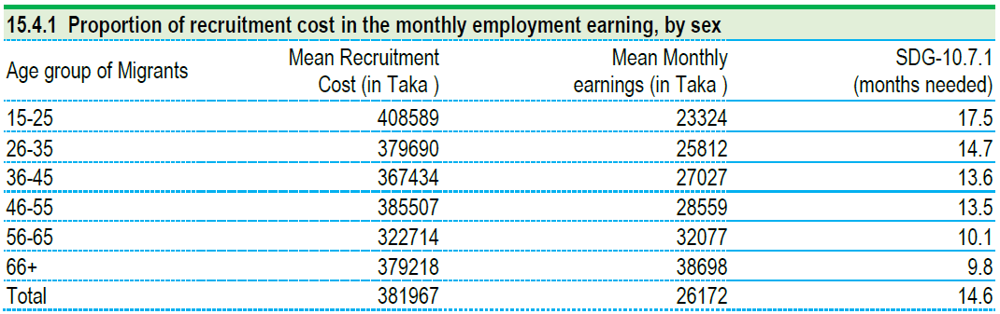 15.4.1 Proportion of recruitment cost in the monthly employment earning, by sex
Age group of Migrants Mean Recruitment Cost (in Taka ) Mean Monthly earnings (in Taka ) SDG-10.7.1 (months needed)
15-25 408589 23324 17.5
26-35 379690 25812 14.7
36-45 367434 27027 13.6
46-55 385507 28559 13.5
56-65 322714 32077 10.1
66+ 379218 38698 9.8
Total 381967 26172 14.6